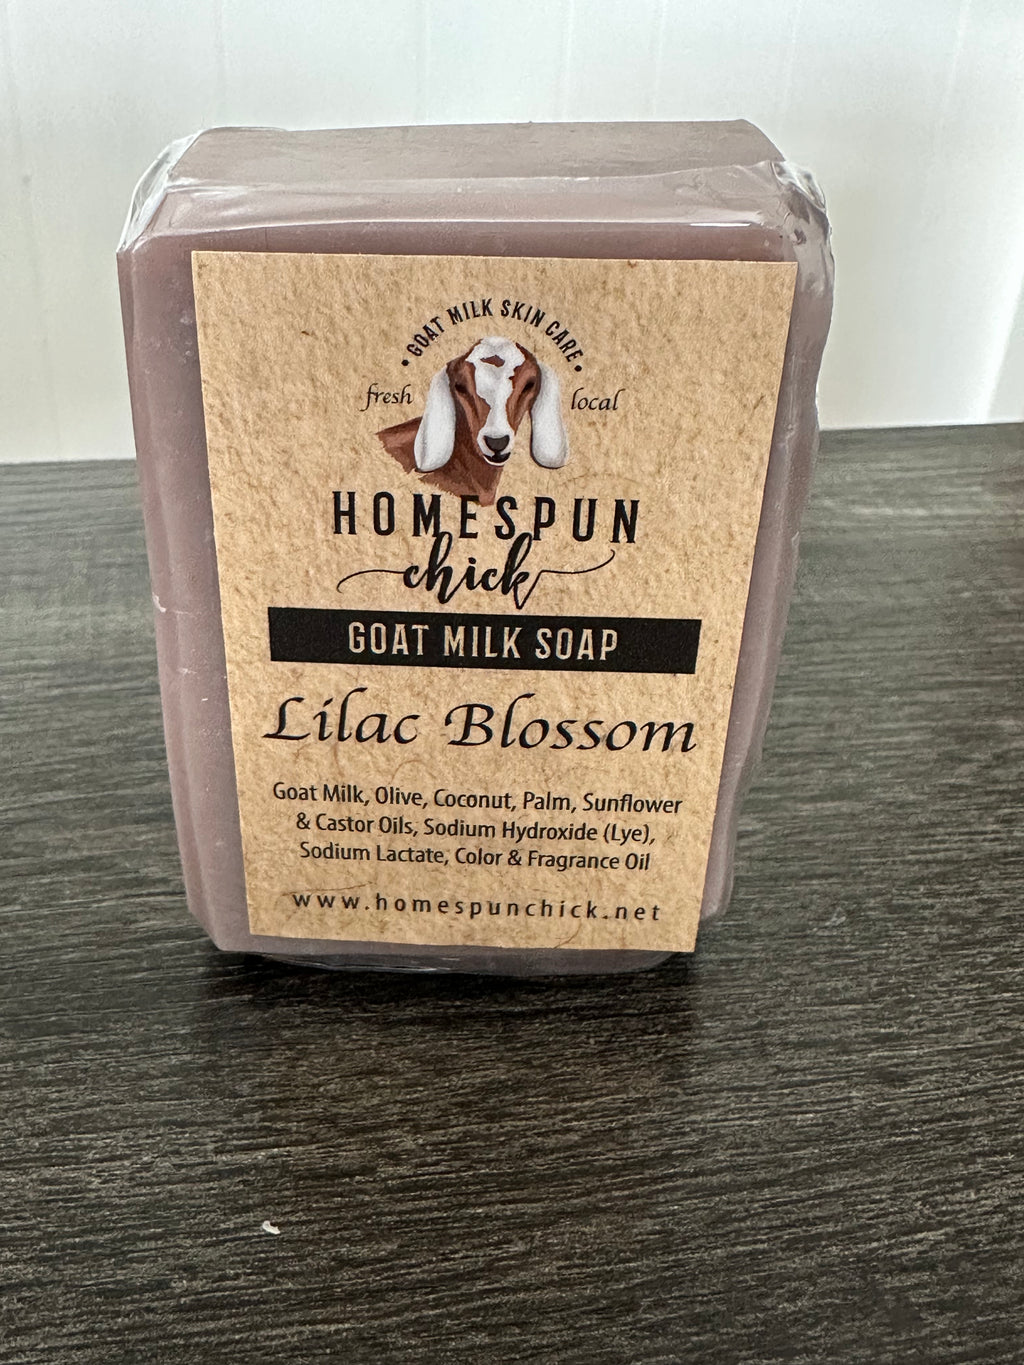 • GOAT MILK SKIN CARE •
fresh local
HOMESPUN
chick
GOAT MILK SOAP
Lilac Blossom
Goat Milk, Olive, Coconut, Palm, Sunflower
& Castor Oils, Sodium Hydroxide (Lye),
Sodium Lactate, Color & Fragrance Oil
www.homespunchick.net